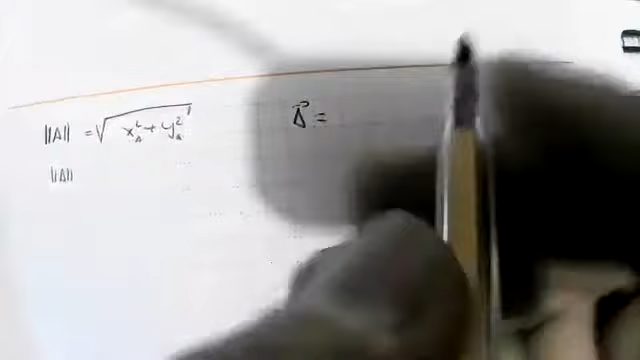 ||A|| = √(x_A² + y_A²)
||A||
A⃗ =